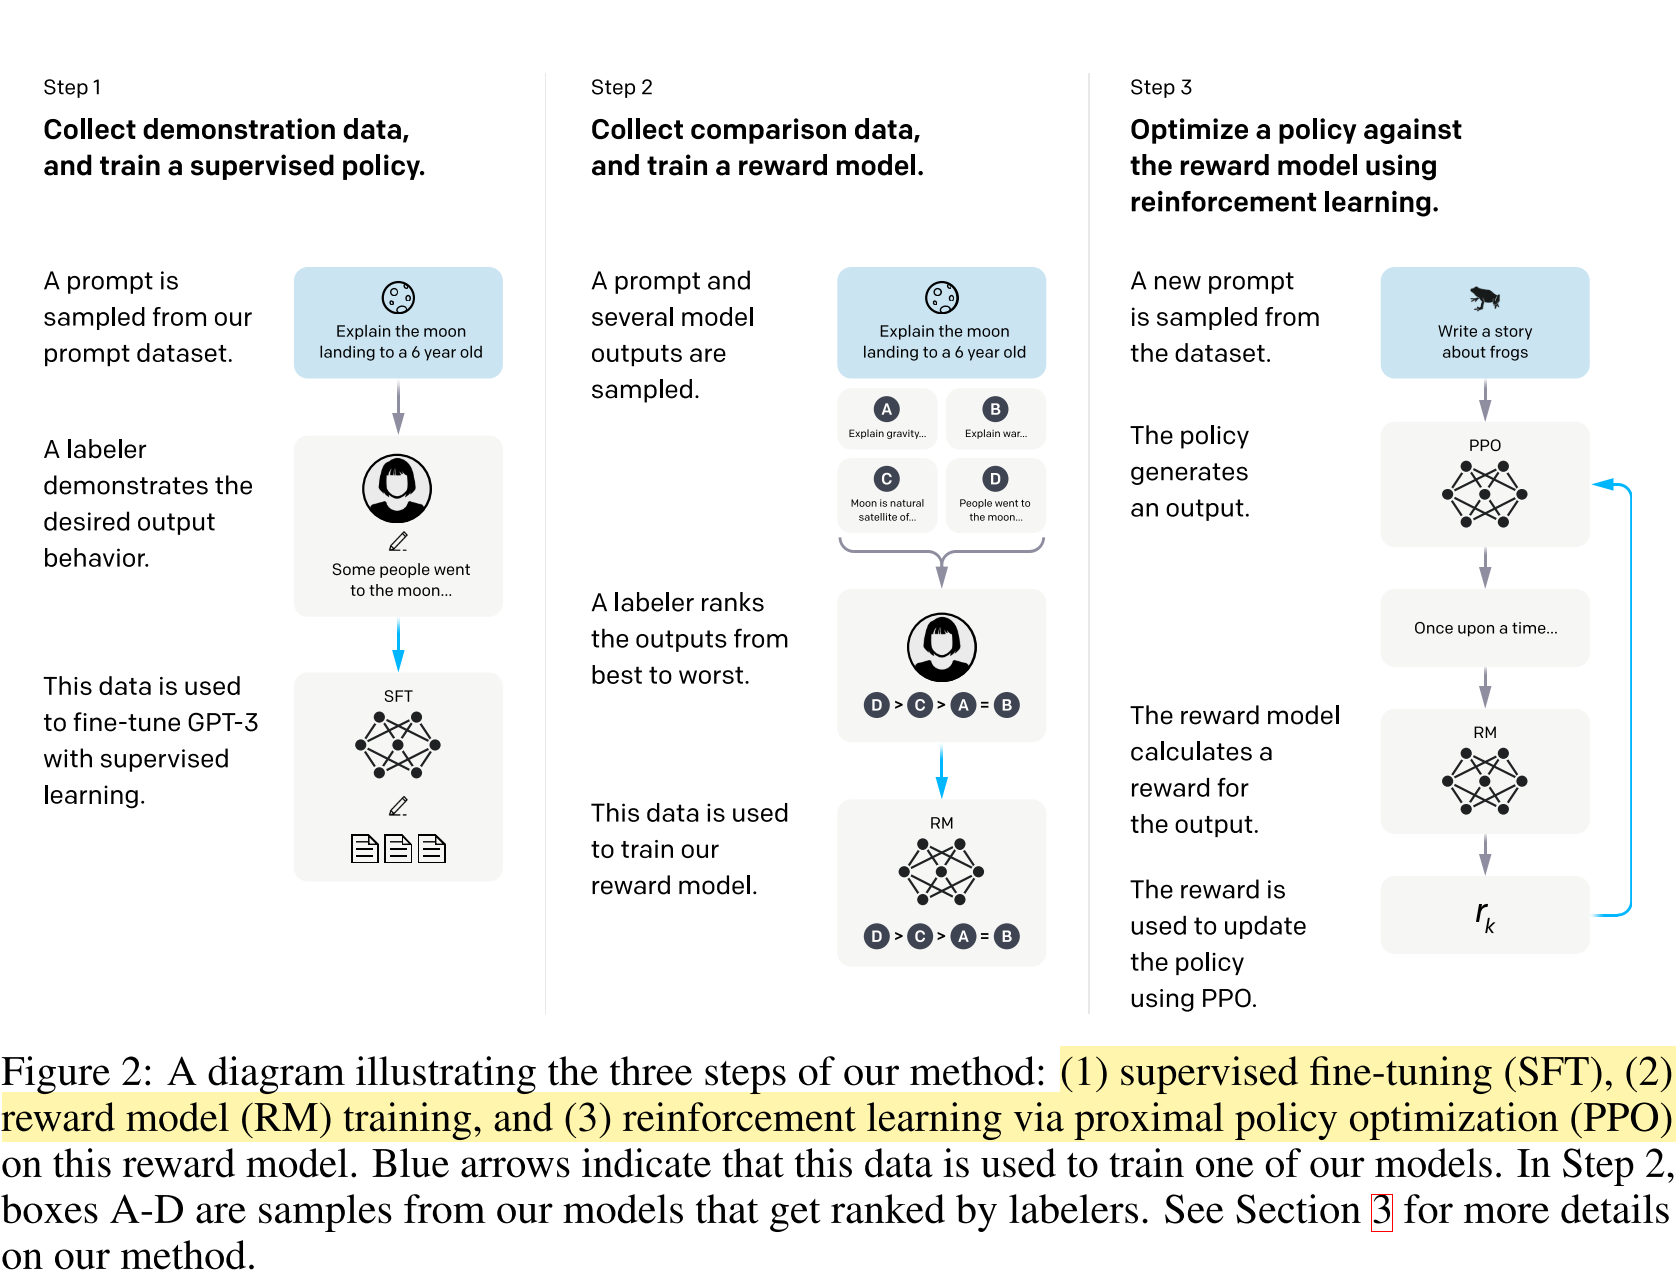 Step 1
Collect demonstration data,
and train a supervised policy.
A prompt is
sampled from our
prompt dataset.
Explain the moon
landing to a 6 year old
A labeler
demonstrates the
desired output
behavior.
Some people went
to the moon...
This data is used
to fine-tune GPT-3
with supervised
learning.
SFT
Step 2
Collect comparison data,
and train a reward model.
A prompt and
several model
outputs are
sampled.
Explain the moon
landing to a 6 year old
A
Explain gravity...
B
Explain war...
C
Moon is natural
satellite of...
D
People went to
the moon...
A labeler ranks
the outputs from
best to worst.
D > C > A = B
This data is used
to train our
reward model.
RM
D > C > A = B
Step 3
Optimize a policy against
the reward model using
reinforcement learning.
A new prompt
is sampled from
the dataset.
Write a story
about frogs
The policy
generates
an output.
PPO
Once upon a time...
The reward model
calculates a
reward for
the output.
RM
The reward is
used to update
the policy
using PPO.
r_k
Figure 2: A diagram illustrating the three steps of our method: (1) supervised fine-tuning (SFT), (2)
reward model (RM) training, and (3) reinforcement learning via proximal policy optimization (PPO)
on this reward model. Blue arrows indicate that this data is used to train one of our models. In Step 2,
boxes A-D are samples from our models that get ranked by labelers. See Section 3 for more details
on our method.